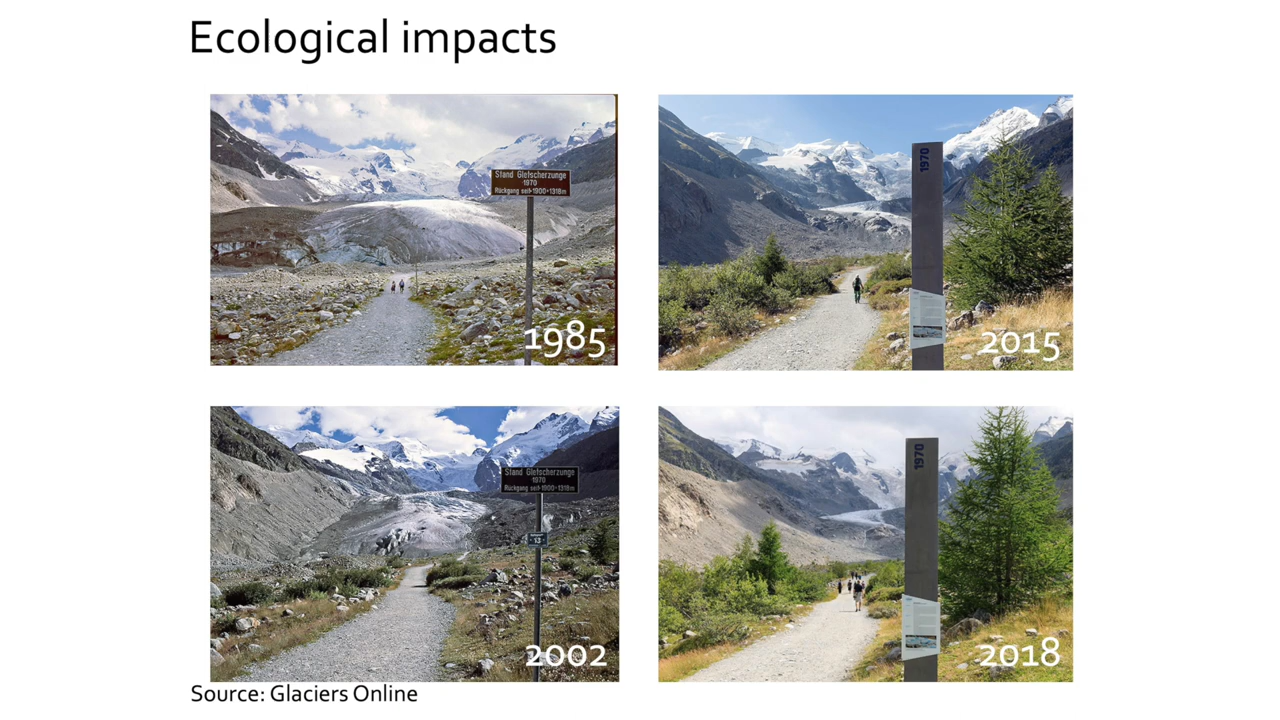 Ecological impacts
Stand Gletscherzunge
1970
Rückgang seit•1900•1318m
1985
1970
2015
Stand Gletscherzunge
1970
Rückgang seit•1900•1318m
13
2002
1970
2018
Source: Glaciers Online